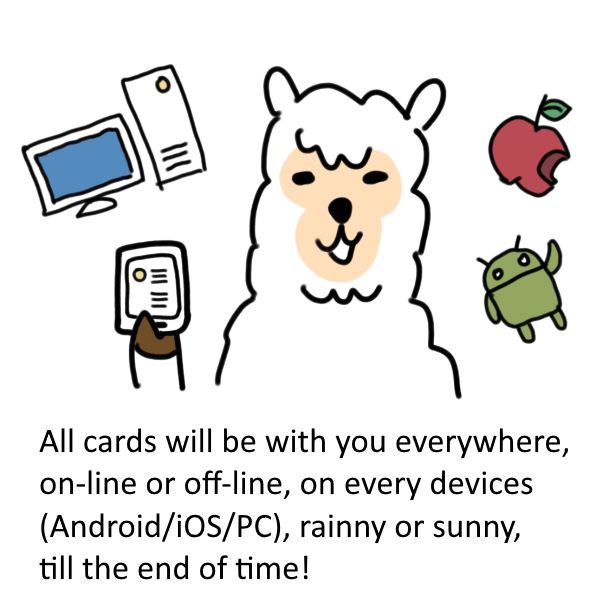 All cards will be with you everywhere,
on-line or off-line, on every devices
(Android/iOS/PC), rainny or sunny,
till the end of time!